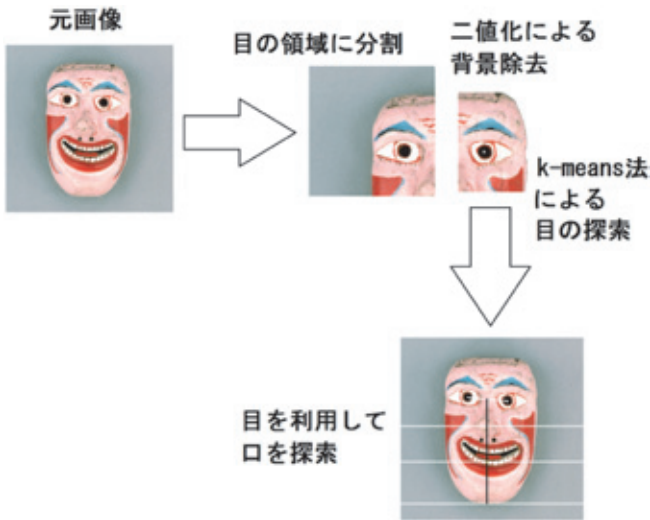 元画像
目の領域に分割
二値化による
背景除去
k-means法
による
目の探索
目を利用して
口を探索